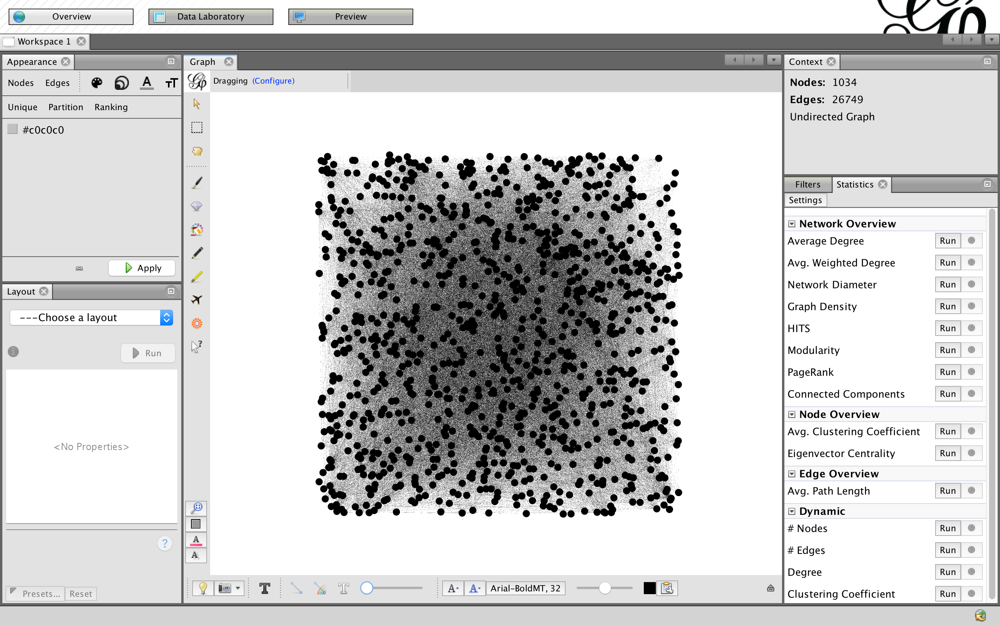 Overview
Data Laboratory
Preview
Workspace 1
Appearance
Nodes
Edges
Unique
Partition
Ranking
#c0c0c0
Apply
Layout
---Choose a layout
Run
<No Properties>
?
Presets...
Reset
Graph
Dragging (Configure)
Arial-BoldMT, 32
Context
Nodes: 1034
Edges: 26749
Undirected Graph
Filters
Statistics
Settings
Network Overview
Average Degree Run
Avg. Weighted Degree Run
Network Diameter Run
Graph Density Run
HITS Run
Modularity Run
PageRank Run
Connected Components Run
Node Overview
Avg. Clustering Coefficient Run
Eigenvector Centrality Run
Edge Overview
Avg. Path Length Run
Dynamic
# Nodes Run
# Edges Run
Degree Run
Clustering Coefficient Run